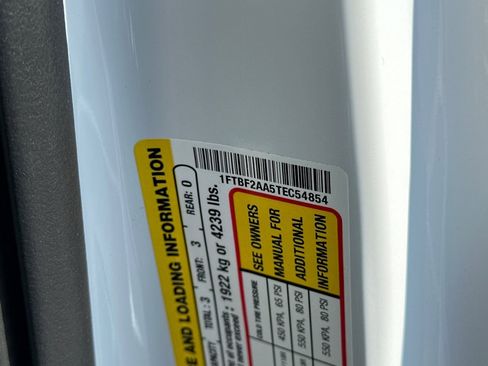 1FTBF2AA5TEC54854
E AND LOADING INFORMATION
TOTAL: 3 FRONT: 3 REAR: 0
1922 kg or 4239 lbs.
SEE OWNERS
MANUAL FOR
ADDITIONAL
INFORMATION
COLD TIRE PRESSURE
450 KPA, 65 PSI
550 KPA, 80 PSI
550 KPA, 80 PSI